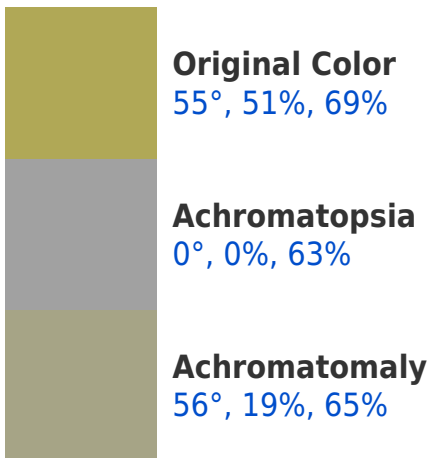 Original Color
55°, 51%, 69%
Achromatopsia
0°, 0%, 63%
Achromatomaly
56°, 19%, 65%